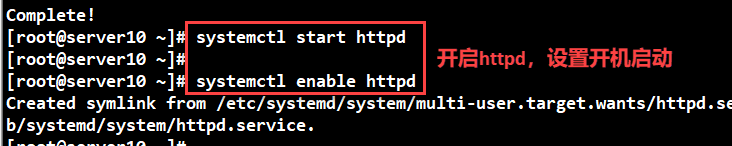 Complete!
[root@server10 ~]# systemctl start httpd
[root@server10 ~]#
[root@server10 ~]# systemctl enable httpd
开启httpd，设置开机启动
Created symlink from /etc/systemd/system/multi-user.target.wants/httpd.se
b/systemd/system/httpd.service.
[root@server10 ~]#